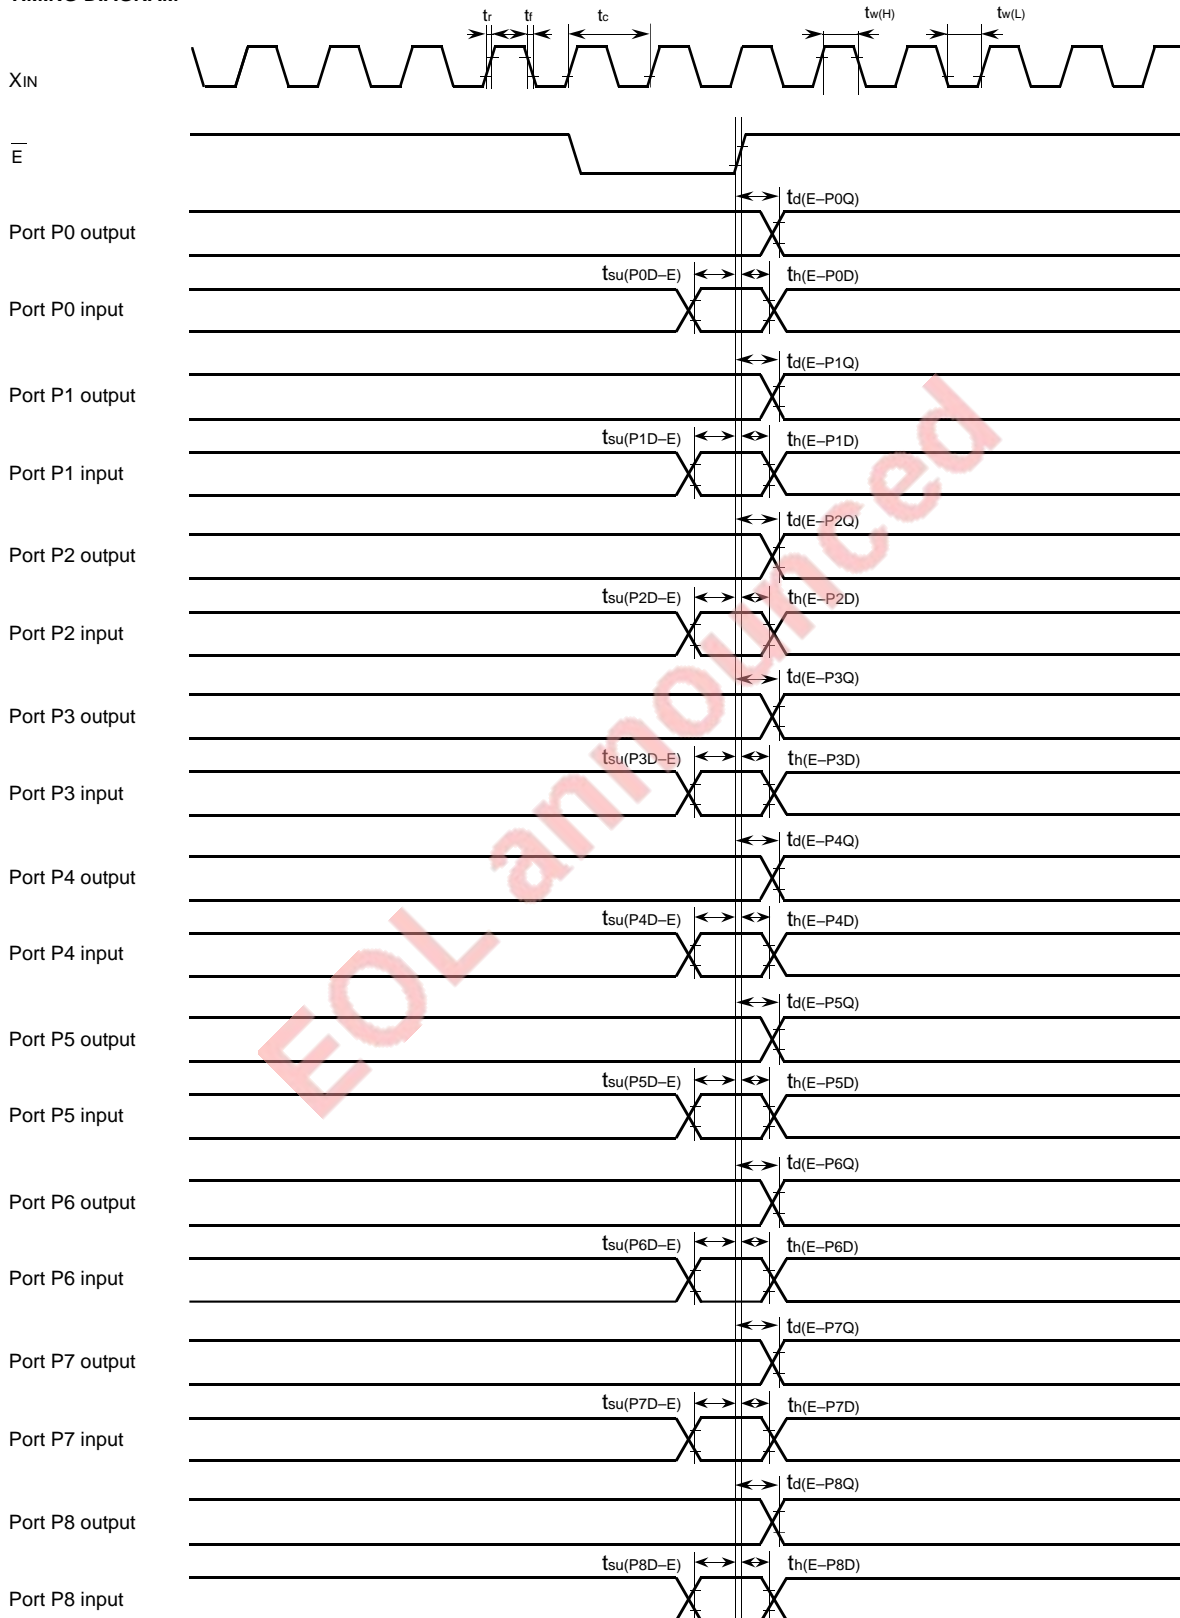 TIMING DIAGRAM
tr tf tc tw(H) tw(L)
XIN
E
td(E–P0Q)
Port P0 output
tsu(P0D–E) th(E–P0D)
Port P0 input
td(E–P1Q)
Port P1 output
tsu(P1D–E) th(E–P1D)
Port P1 input
td(E–P2Q)
Port P2 output
tsu(P2D–E) th(E–P2D)
Port P2 input
td(E–P3Q)
Port P3 output
tsu(P3D–E) th(E–P3D)
Port P3 input
td(E–P4Q)
Port P4 output
tsu(P4D–E) th(E–P4D)
Port P4 input
td(E–P5Q)
Port P5 output
tsu(P5D–E) th(E–P5D)
Port P5 input
td(E–P6Q)
Port P6 output
tsu(P6D–E) th(E–P6D)
Port P6 input
td(E–P7Q)
Port P7 output
tsu(P7D–E) th(E–P7D)
Port P7 input
td(E–P8Q)
Port P8 output
tsu(P8D–E) th(E–P8D)
Port P8 input
EOL announced